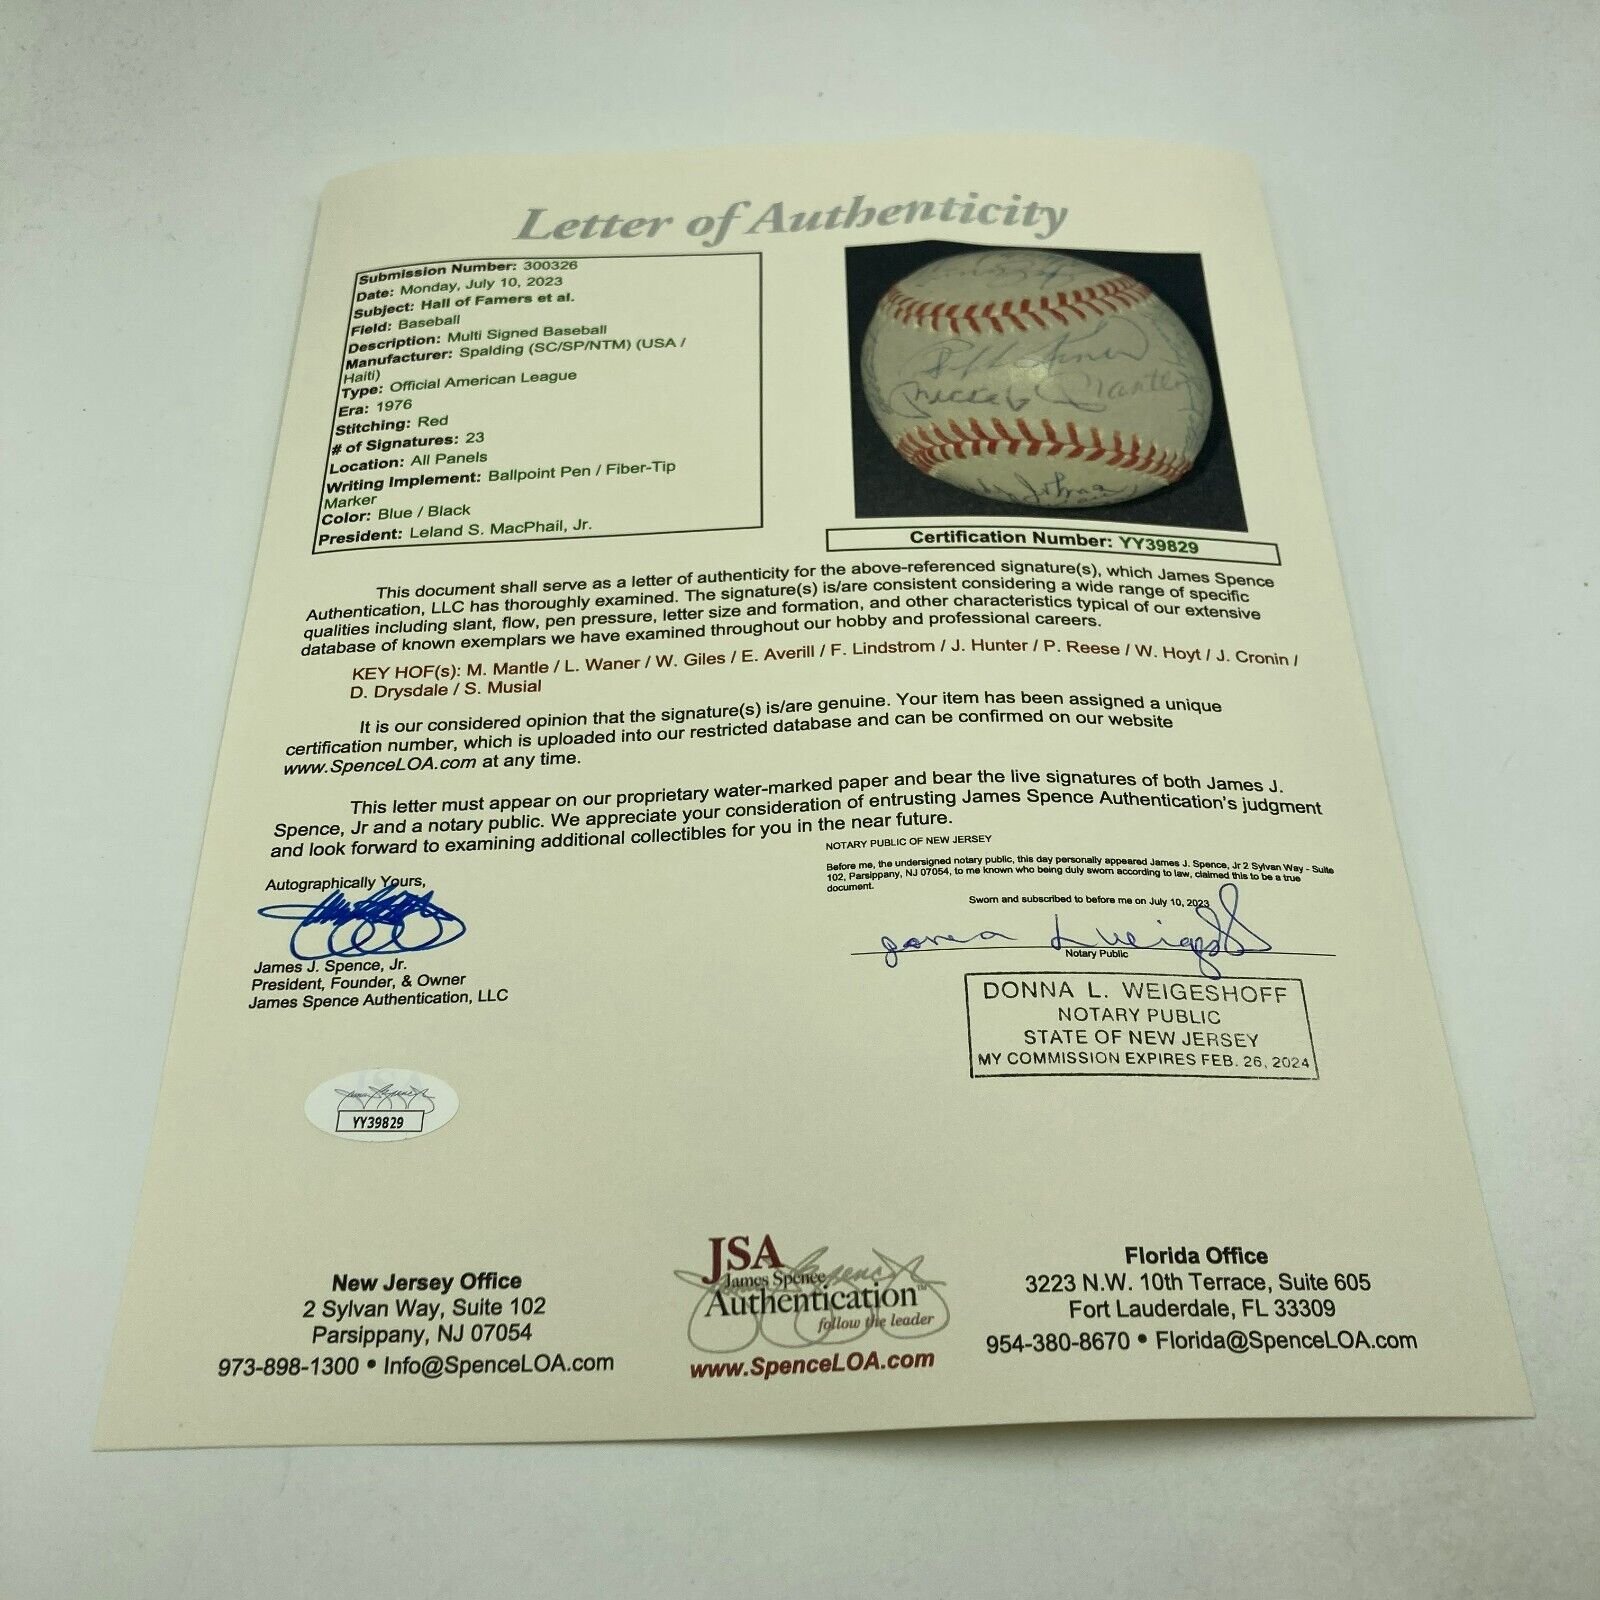 Letter of Authenticity
Submission Number: 300326
Date: Monday, July 10, 2023
Subject: Hall of Famers et al.
Field: Baseball
Description: Multi Signed Baseball
Manufacturer: Spalding (SC/SP/NTM) (USA /
Haiti)
Type: Official American League
Era: 1976
Stitching: Red
# of Signatures: 23
Location: All Panels
Writing Implement: Ballpoint Pen / Fiber-Tip
Marker
Color: Blue / Black
President: Leland S. MacPhail, Jr.
Mickey Mantle
Certification Number: YY39829
This document shall serve as a letter of authenticity for the above-referenced signature(s), which James Spence
Authentication, LLC has thoroughly examined. The signature(s) is/are consistent considering a wide range of specific
qualities including slant, flow, pen pressure, letter size and formation, and other characteristics typical of our extensive
database of known exemplars we have examined throughout our hobby and professional careers.
KEY HOF(s): M. Mantle / L. Waner / W. Giles / E. Averill / F. Lindstrom / J. Hunter / P. Reese / W. Hoyt / J. Cronin /
D. Drysdale / S. Musial
It is our considered opinion that the signature(s) is/are genuine. Your item has been assigned a unique
certification number, which is uploaded into our restricted database and can be confirmed on our website
www.SpenceLOA.com at any time.
This letter must appear on our proprietary water-marked paper and bear the live signatures of both James J.
Spence, Jr and a notary public. We appreciate your consideration of entrusting James Spence Authentication's judgment
and look forward to examining additional collectibles for you in the near future.
NOTARY PUBLIC OF NEW JERSEY
Before me, the undersigned notary public, this day personally appeared James J. Spence, Jr 2 Sylvan Way - Suite
102, Parsippany, NJ 07054, to me known who being duly sworn according to law, claimed this to be a true
document.
Sworn and subscribed to before me on July 10, 2023
Notary Public
Autographically Yours,
James J. Spence, Jr.
President, Founder, & Owner
James Spence Authentication, LLC
DONNA L. WEIGESHOFF
NOTARY PUBLIC
STATE OF NEW JERSEY
MY COMMISSION EXPIRES FEB. 26, 2024
YY39829
New Jersey Office
2 Sylvan Way, Suite 102
Parsippany, NJ 07054
973-898-1300 • Info@SpenceLOA.com
JSA
James Spence
Authentication™
follow the leader
www.SpenceLOA.com
Florida Office
3223 N.W. 10th Terrace, Suite 605
Fort Lauderdale, FL 33309
954-380-8670 • Florida@SpenceLOA.com